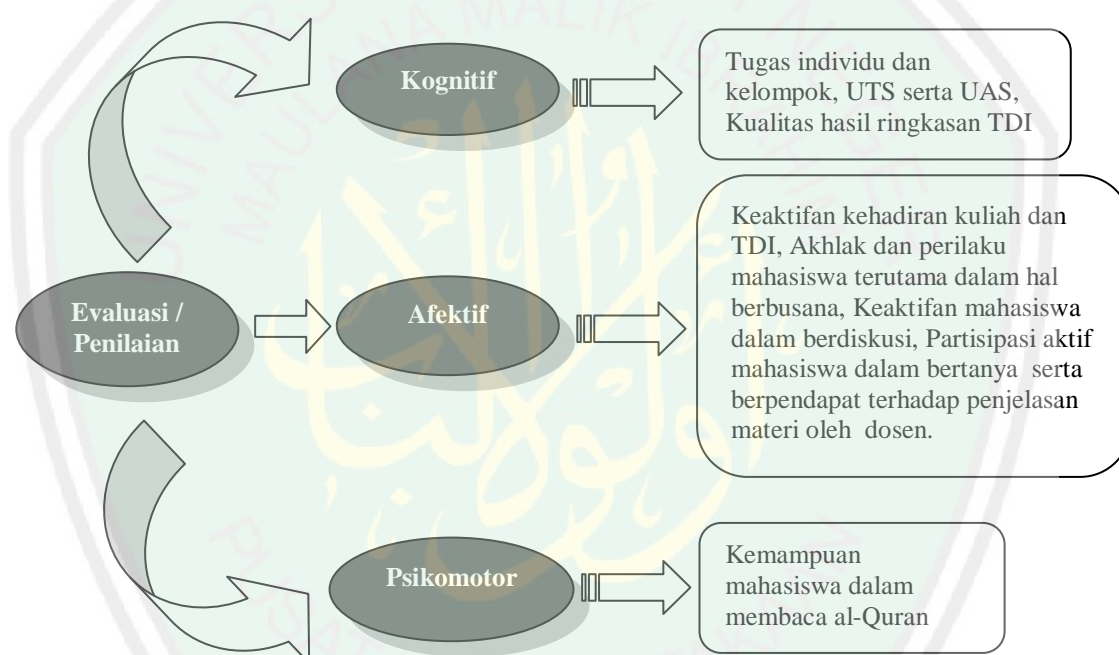 Kognitif
Tugas individu dan
kelompok, UTS serta UAS,
Kualitas hasil ringkasan TDI
Evaluasi /
Penilaian
Afektif
Keaktifan kehadiran kuliah dan
TDI, Akhlak dan perilaku
mahasiswa terutama dalam hal
berbusana, Keaktifan mahasiswa
dalam berdiskusi, Partisipasi aktif
mahasiswa dalam bertanya serta
berpendapat terhadap penjelasan
materi oleh dosen.
Psikomotor
Kemampuan
mahasiswa dalam
membaca al-Quran
MAULANA MALIK